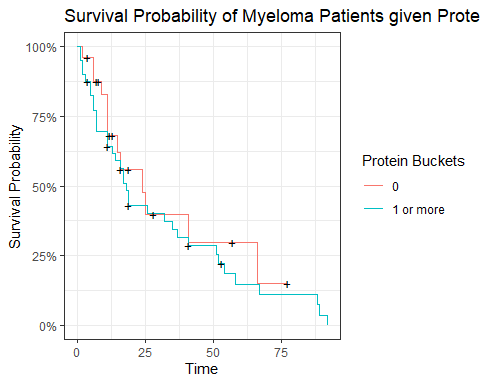 Survival Probability of Myeloma Patients given Prote
100%
75%
50%
25%
0%
Survival Probability
0 25 50 75
Time
Protein Buckets
0
1 or more